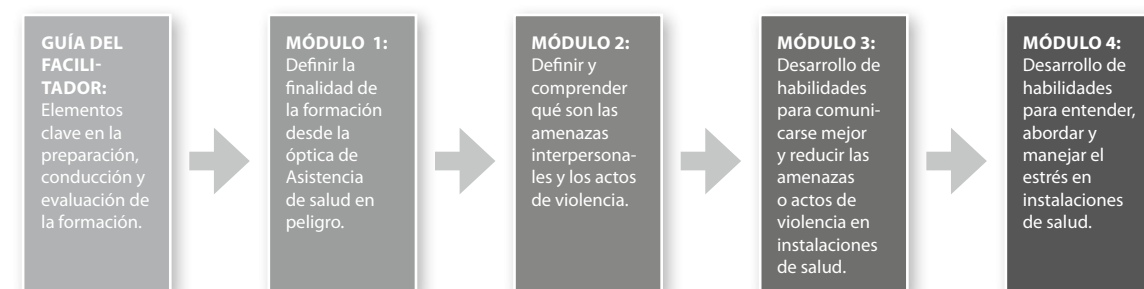 GUÍA DEL
FACILI-
TADOR:
Elementos
clave en la
preparación,
conducción y
evaluación de
la formación.
MÓDULO 1:
Definir la
finalidad de
la formación
desde la
óptica de
Asistencia
de salud en
peligro.
MÓDULO 2:
Definir y
comprender
qué son las
amenazas
interpersona-
les y los actos
de violencia.
MÓDULO 3:
Desarrollo de
habilidades
para comuni-
carse mejor
y reducir las
amenazas
o actos de
violencia en
instalaciones
de salud.
MÓDULO 4:
Desarrollo de
habilidades
para entender,
abordar y
manejar el
estrés en
instalaciones
de salud.